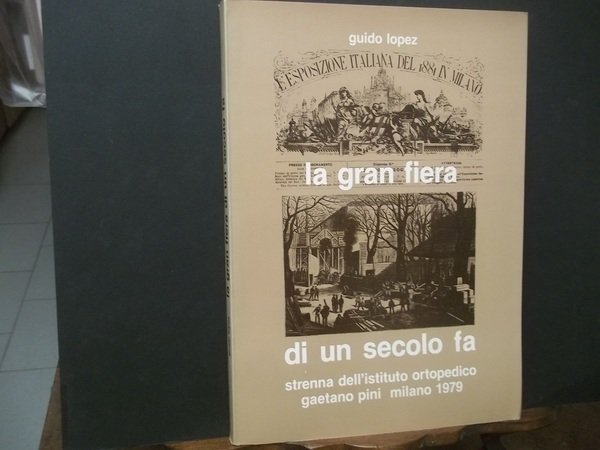 guido lopez
E ESPOSIZIONE ITALIANA DEL 1881 IN MILANO
la gran fiera
di un secolo fa
strenna dell'istituto ortopedico
gaetano pini milano 1979